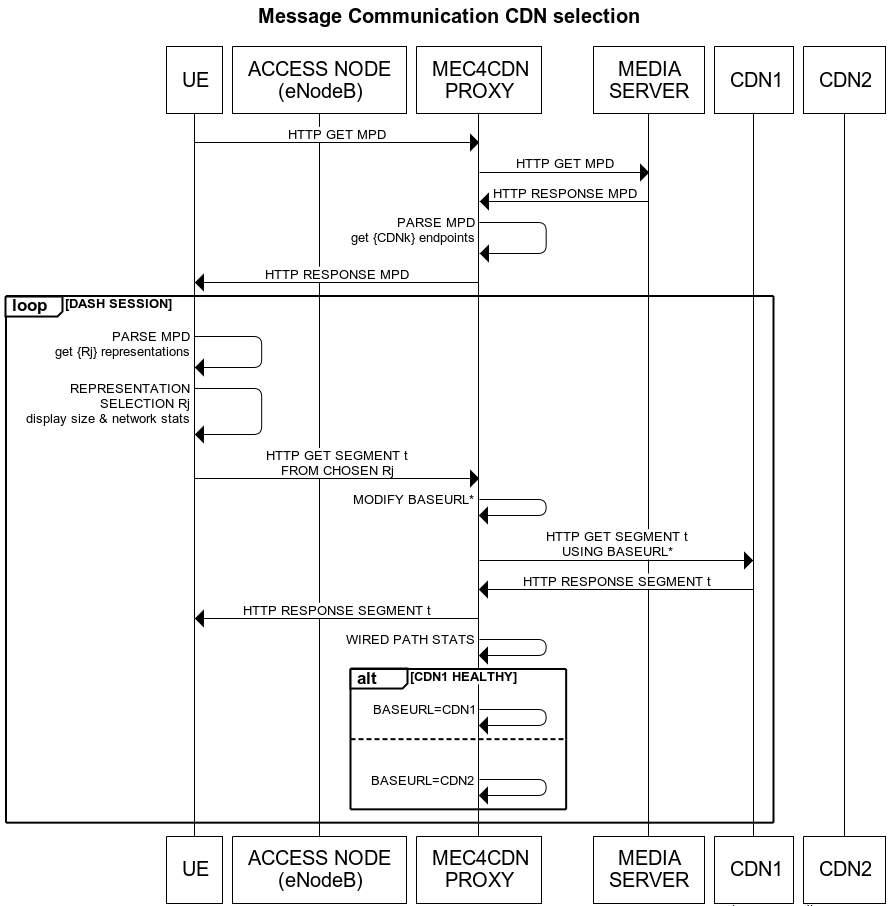 Message Communication CDN selection
UE
ACCESS NODE
(eNodeB)
MEC4CDN
PROXY
MEDIA
SERVER
CDN1
CDN2
HTTP GET MPD
HTTP GET MPD
HTTP RESPONSE MPD
PARSE MPD
get {CDNk} endpoints
HTTP RESPONSE MPD
loop [DASH SESSION]
PARSE MPD
get {Rj} representations
REPRESENTATION
SELECTION Rj
display size & network stats
HTTP GET SEGMENT t
FROM CHOSEN Rj
MODIFY BASEURL*
HTTP GET SEGMENT t
USING BASEURL*
HTTP RESPONSE SEGMENT t
HTTP RESPONSE SEGMENT t
WIRED PATH STATS
alt [CDN1 HEALTHY]
BASEURL=CDN1
BASEURL=CDN2
UE
ACCESS NODE
(eNodeB)
MEC4CDN
PROXY
MEDIA
SERVER
CDN1
CDN2